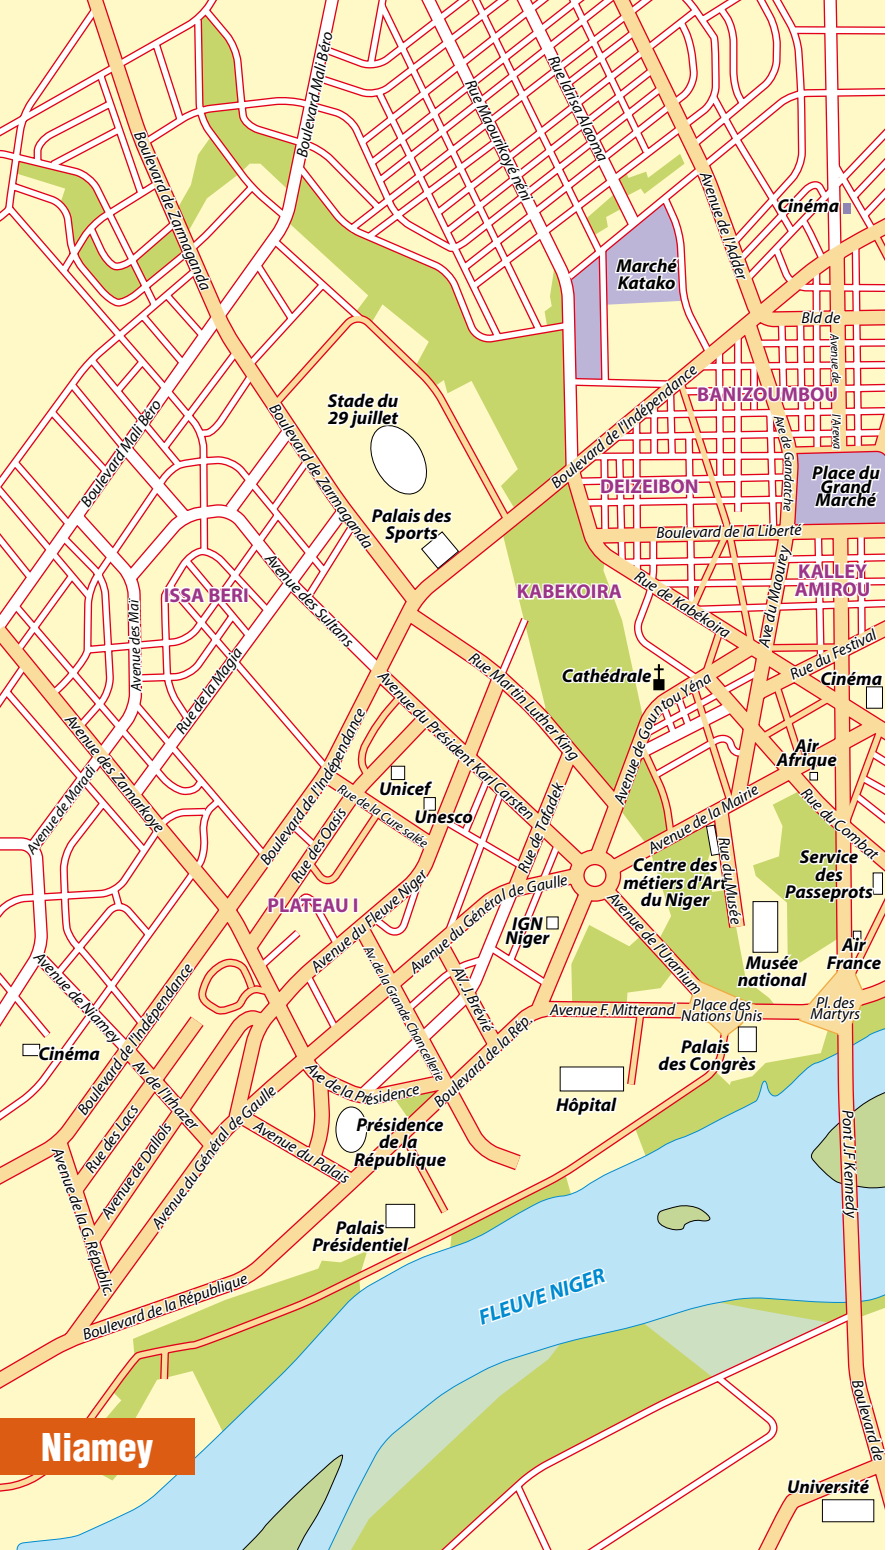 Boulevard Mali Béro
Rue Maourikoyé néni
Rue Idrisa Alaoma
Boulevard de Zarmaganda
Avenue de l'Adder
Cinéma
Marché
Katako
Bld de
Avenue de
l'Arewa
BANIZOUMBOU
Boulevard de l'Indépendance
Stade du
29 juillet
Boulevard Mali Béro
Boulevard de Zarmaganda
Ave de Gandatche
Place du
Grand
Marché
DEIZEIBON
Palais des
Sports
Boulevard de la Liberté
KALLEY
AMIROU
ISSA BERI
Avenue des Sultans
KABEKOIRA
Rue de Kabékoira
Ave du Maourey
Avenue des Maï
Rue de la Magia
Rue Martin Luther King
Cathédrale
Rue du Festival
Cinéma
Avenue de Gountou Yéna
Avenue du Président Karl Carsten
Avenue des Zamarkoye
Avenue de Maradi
Boulevard de l'Indépendance
Unicef
Unesco
Rue de la Cure salée
Rue des Oasis
Rue de Tafadek
Air
Afrique
Rue du Combat
Avenue de la Mairie
Rue du Musée
Centre des
métiers d'Art
du Niger
Service
des
Passeprots
PLATEAU I
Avenue du Fleuve Niger
Avenue du Général de Gaulle
IGN
Niger
Avenue de l'Uranium
Musée
national
Air
France
Av. de la Grande Chancellerie
AV. J. Brévié
Avenue de Niamey
Boulevard de l'Indépendance
Avenue F. Mitterand
Place des
Nations Unis
Pl. des
Martyrs
Boulevard de la Rép.
Cinéma
Av. de l'Irhazer
Palais
des Congrès
Ave de la Présidence
Hôpital
Rue des Lacs
Avenue de Dallols
Avenue du Général de Gaulle
Avenue du Palais
Présidence
de la
République
Pont J.F Kennedy
Avenue de la G. Républic.
Palais
Présidentiel
Boulevard de la République
FLEUVE NIGER
Boulevard de
Niamey
Université